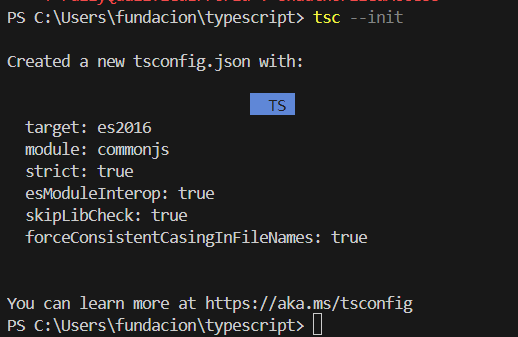 PS C:\Users\fundacion\typescript> tsc --init
Created a new tsconfig.json with:
TS
target: es2016
module: commonjs
strict: true
esModuleInterop: true
skipLibCheck: true
forceConsistentCasingInFileNames: true
You can learn more at https://aka.ms/tsconfig
PS C:\Users\fundacion\typescript>